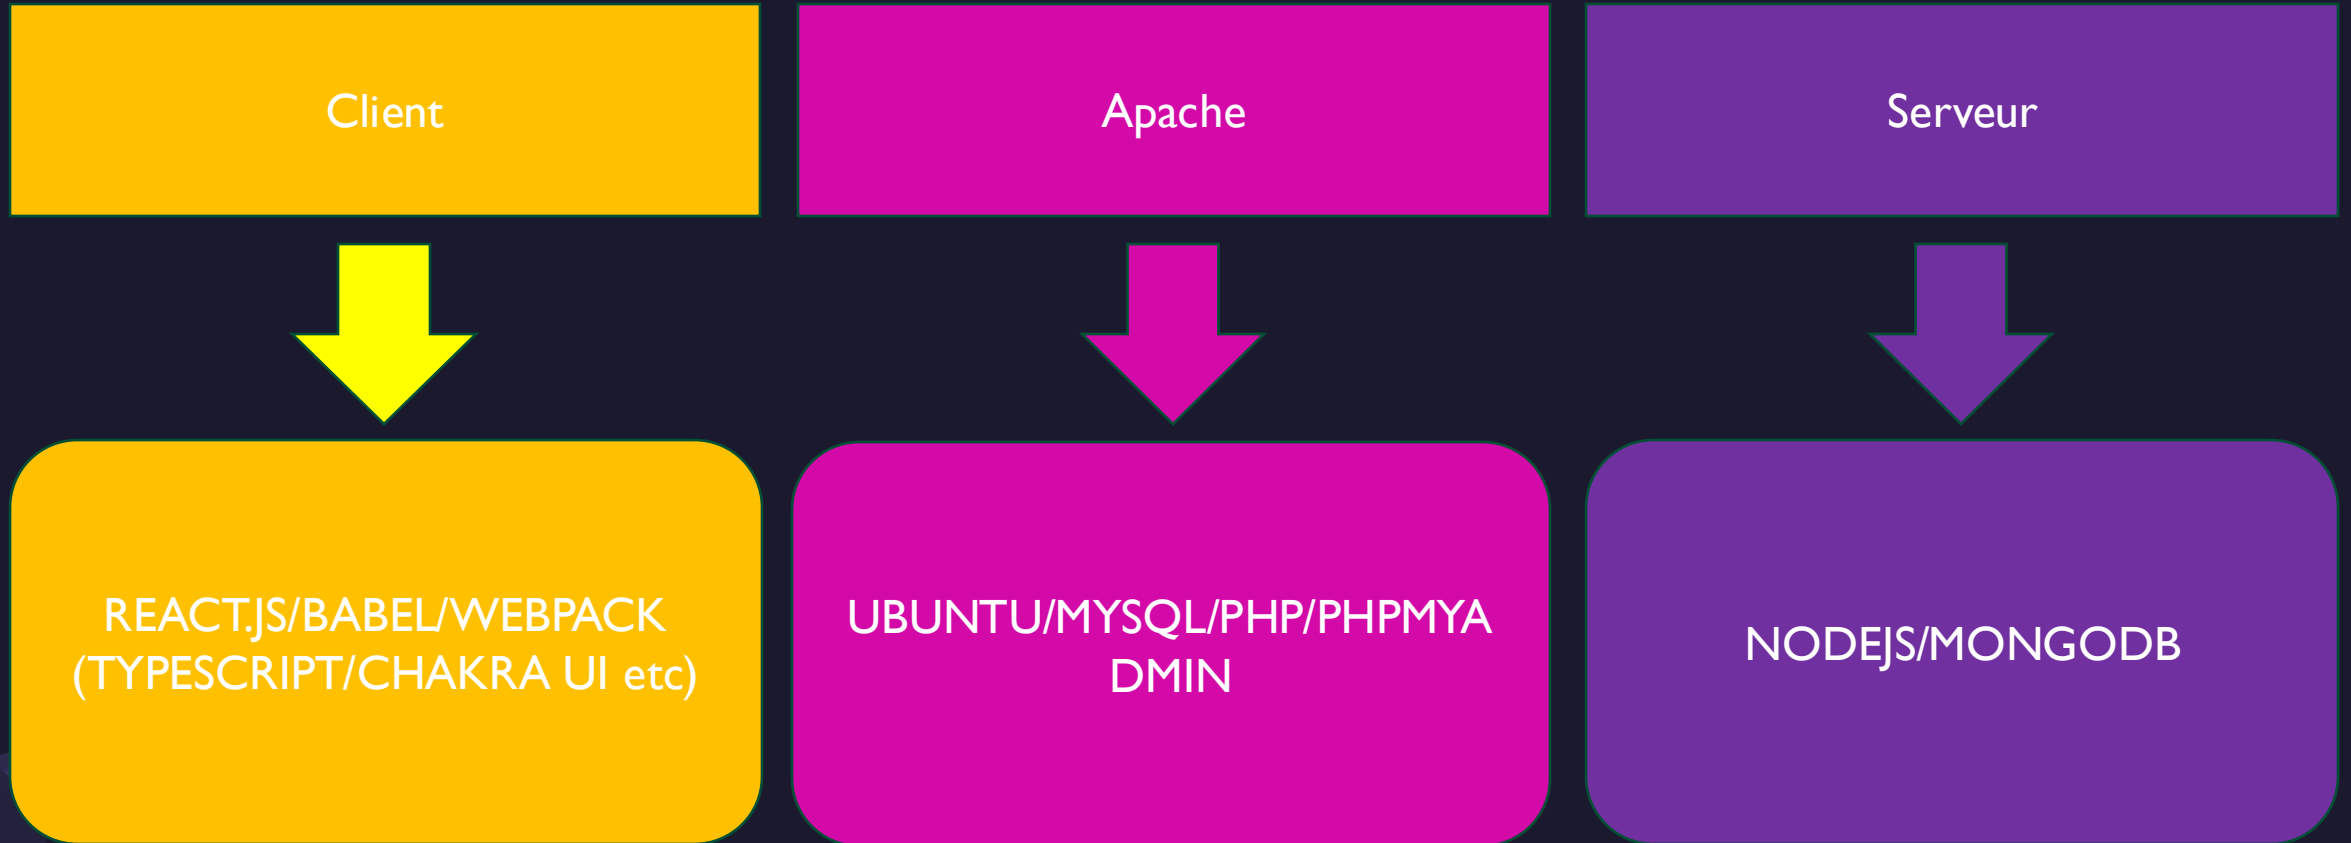 Client
Apache
Serveur
REACT.JS/BABEL/WEBPACK
(TYPESCRIPT/CHAKRA UI etc)
UBUNTU/MYSQL/PHP/PHPMYA
DMIN
NODEJS/MONGODB